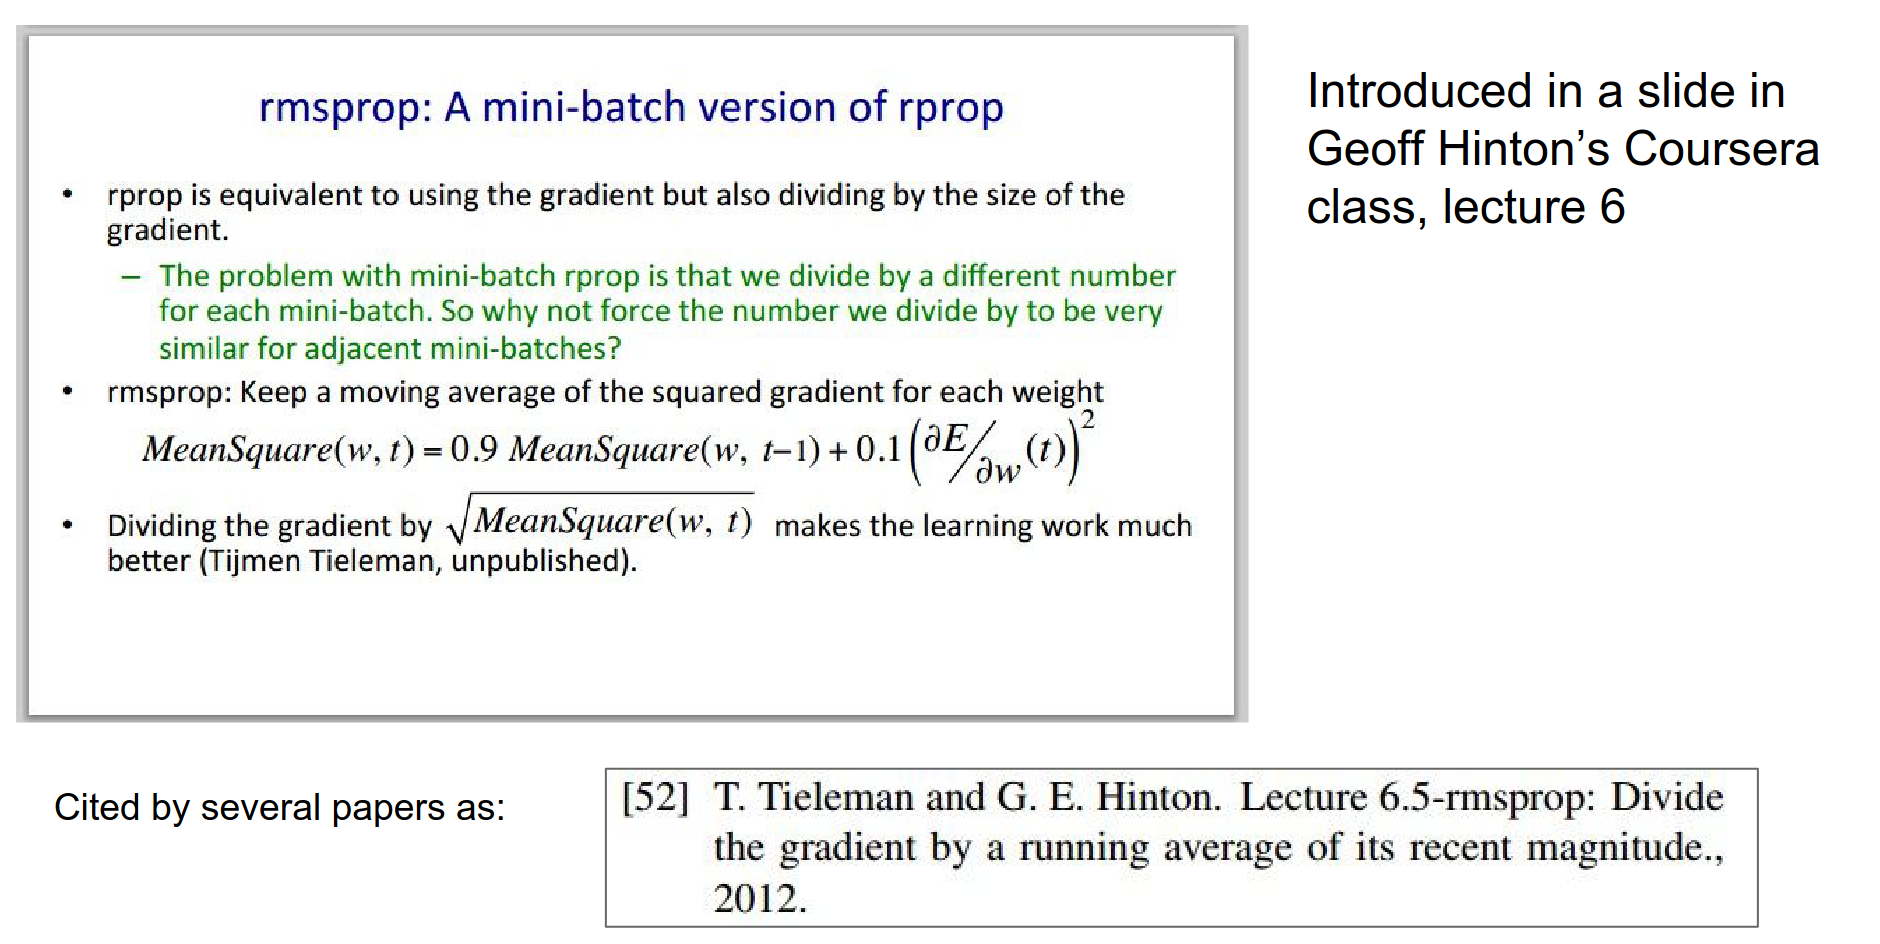 rmsprop: A mini-batch version of rprop
• rprop is equivalent to using the gradient but also dividing by the size of the
gradient.
– The problem with mini-batch rprop is that we divide by a different number
for each mini-batch. So why not force the number we divide by to be very
similar for adjacent mini-batches?
• rmsprop: Keep a moving average of the squared gradient for each weight
MeanSquare(w, t) = 0.9 MeanSquare(w, t−1) + 0.1 (∂E/∂w (t))²
• Dividing the gradient by √MeanSquare(w, t) makes the learning work much
better (Tijmen Tieleman, unpublished).
Introduced in a slide in
Geoff Hinton’s Coursera
class, lecture 6
Cited by several papers as:
[52] T. Tieleman and G. E. Hinton. Lecture 6.5-rmsprop: Divide
the gradient by a running average of its recent magnitude.,
2012.